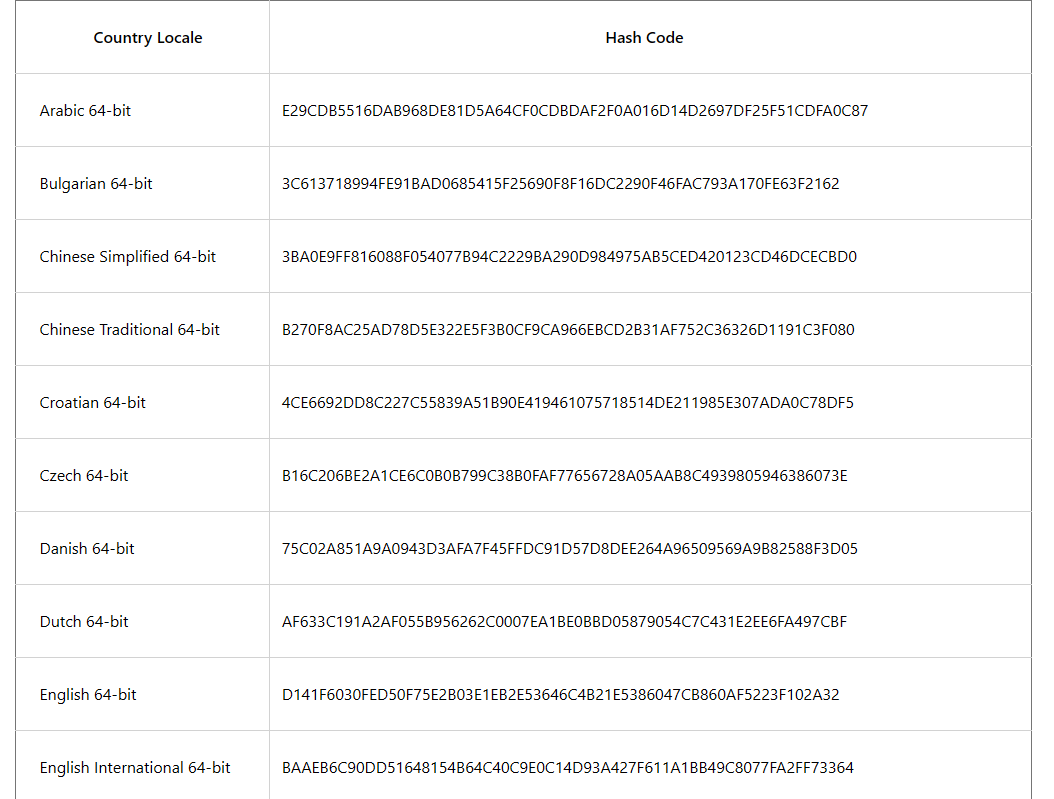 Country Locale
Hash Code
Arabic 64-bit
E29CDB5516DAB968DE81D5A64CF0CDBDAF2F0A016D14D2697DF25F51CDFA0C87
Bulgarian 64-bit
3C613718994FE91BAD0685415F25690F8F16DC2290F46FAC793A170FE63F2162
Chinese Simplified 64-bit
3BA0E9FF816088F054077B94C2229BA290D984975AB5CED420123CD46DCECBD0
Chinese Traditional 64-bit
B270F8AC25AD78D5E322E5F3B0CF9CA966EBCD2B31AF752C36326D1191C3F080
Croatian 64-bit
4CE6692DD8C227C55839A51B90E419461075718514DE211985E307ADA0C78DF5
Czech 64-bit
B16C206BE2A1CE6C0B0B799C38B0FAF77656728A05AAB8C4939805946386073E
Danish 64-bit
75C02A851A9A0943D3AFA7F45FFDC91D57D8DEE264A96509569A9B82588F3D05
Dutch 64-bit
AF633C191A2AF055B956262C0007EA1BE0BBD05879054C7C431E2EE6FA497CBF
English 64-bit
D141F6030FED50F75E2B03E1EB2E53646C4B21E5386047CB860AF5223F102A32
English International 64-bit
BAAEB6C90DD51648154B64C40C9E0C14D93A427F611A1BB49C8077FA2FF73364